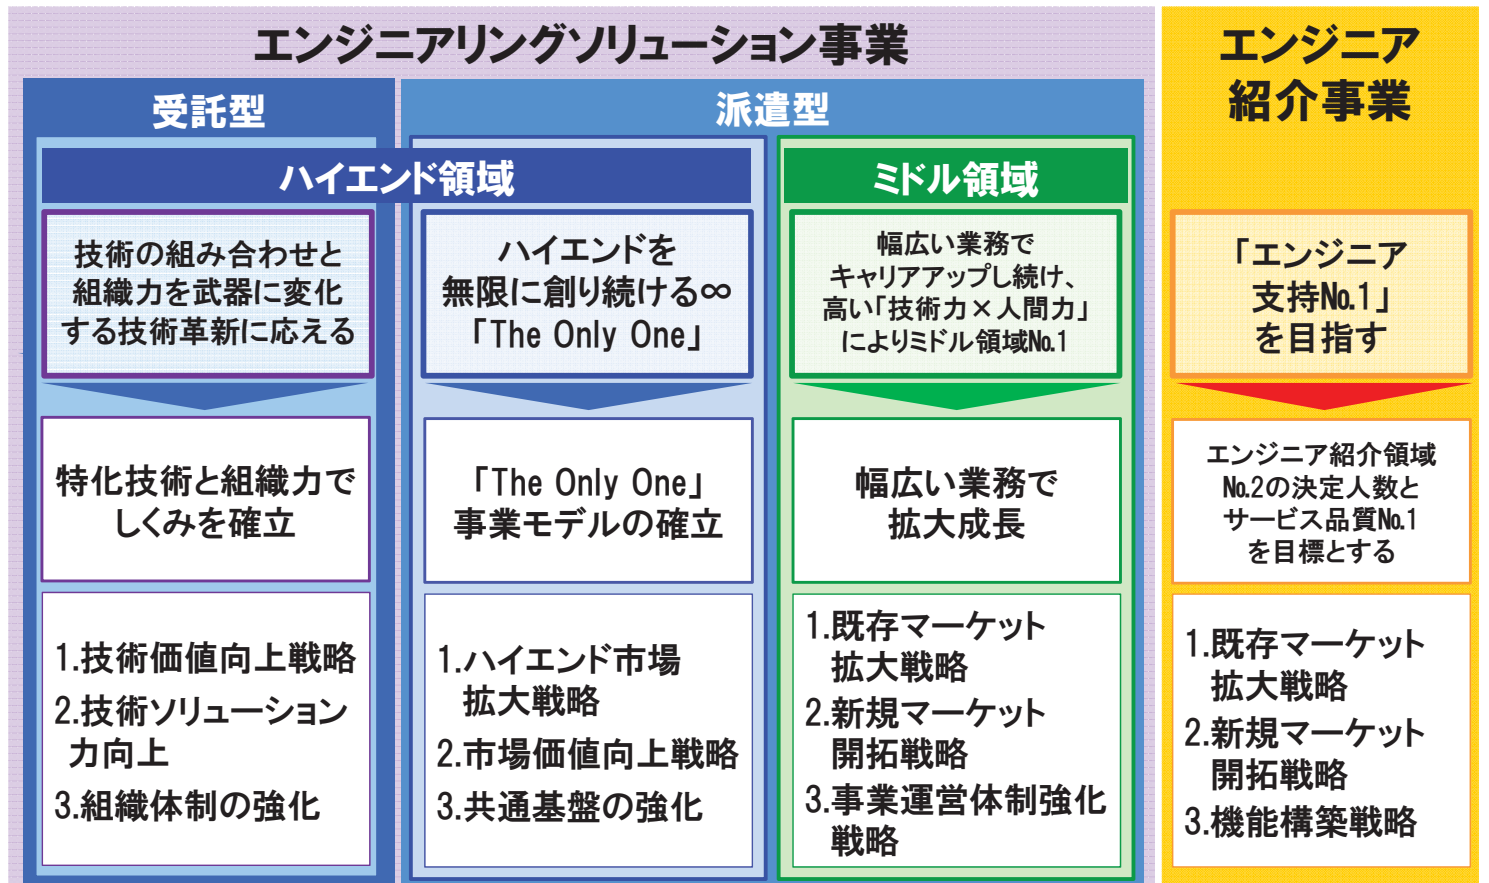 エンジニアリングソリューション事業
受託型
派遣型
ハイエンド領域
ミドル領域
技術の組み合わせと
組織力を武器に変化
する技術革新に応える
特化技術と組織力で
しくみを確立
1.技術価値向上戦略
2.技術ソリューション
力向上
3.組織体制の強化
ハイエンドを
無限に創り続ける∞
「The Only One」
「The Only One」
事業モデルの確立
1.ハイエンド市場
拡大戦略
2.市場価値向上戦略
3.共通基盤の強化
幅広い業務で
キャリアアップし続け、
高い「技術力×人間力」
によりミドル領域№1
幅広い業務で
拡大成長
1.既存マーケット
拡大戦略
2.新規マーケット
開拓戦略
3.事業運営体制強化
戦略
エンジニア
紹介事業
「エンジニア
支持№1」
を目指す
エンジニア紹介領域
№2の決定人数と
サービス品質№1
を目標とする
1.既存マーケット
拡大戦略
2.新規マーケット
開拓戦略
3.機能構築戦略